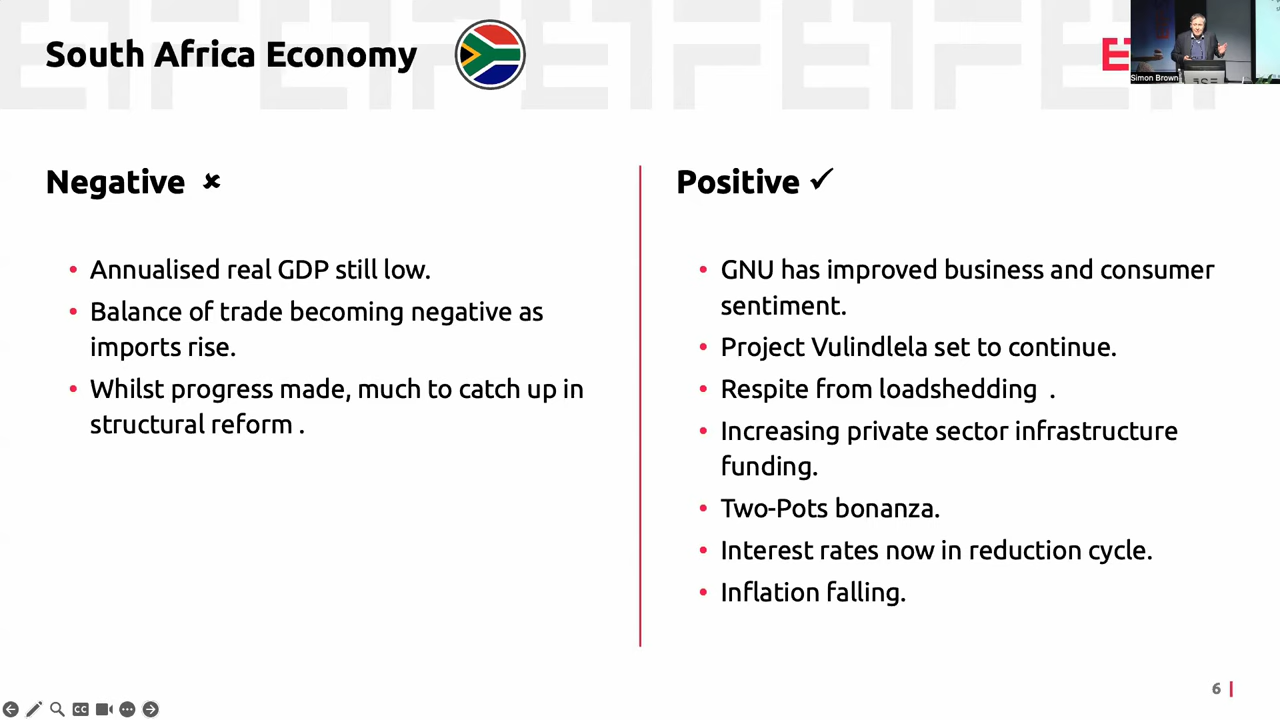 South Africa Economy
Simon Brown
Negative ×
Positive ✓
• Annualised real GDP still low.
• Balance of trade becoming negative as
imports rise.
• Whilst progress made, much to catch up in
structural reform .
• GNU has improved business and consumer
sentiment.
• Project Vulindlela set to continue.
• Respite from loadshedding .
• Increasing private sector infrastructure
funding.
• Two-Pots bonanza.
• Interest rates now in reduction cycle.
• Inflation falling.
6
CC